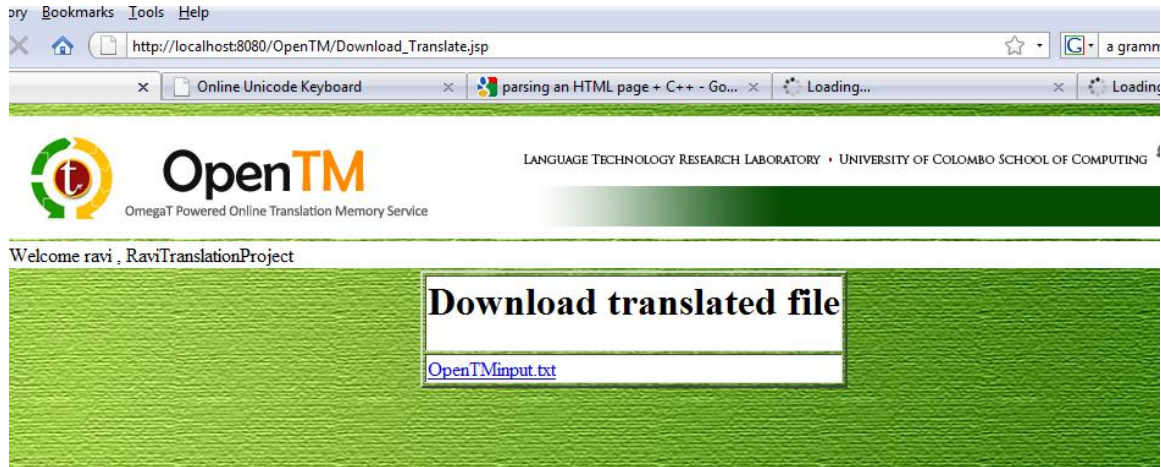 ory Bookmarks Tools Help
http://localhost:8080/OpenTM/Download_Translate.jsp G a gramm
Online Unicode Keyboard parsing an HTML page + C++ - Go... Loading... Loading
t OpenTM LANGUAGE TECHNOLOGY RESEARCH LABORATORY • UNIVERSITY OF COLOMBO SCHOOL OF COMPUTING
OmegaT Powered Online Translation Memory Service
Welcome ravi , RaviTranslationProject
Download translated file
OpenTMinput.txt